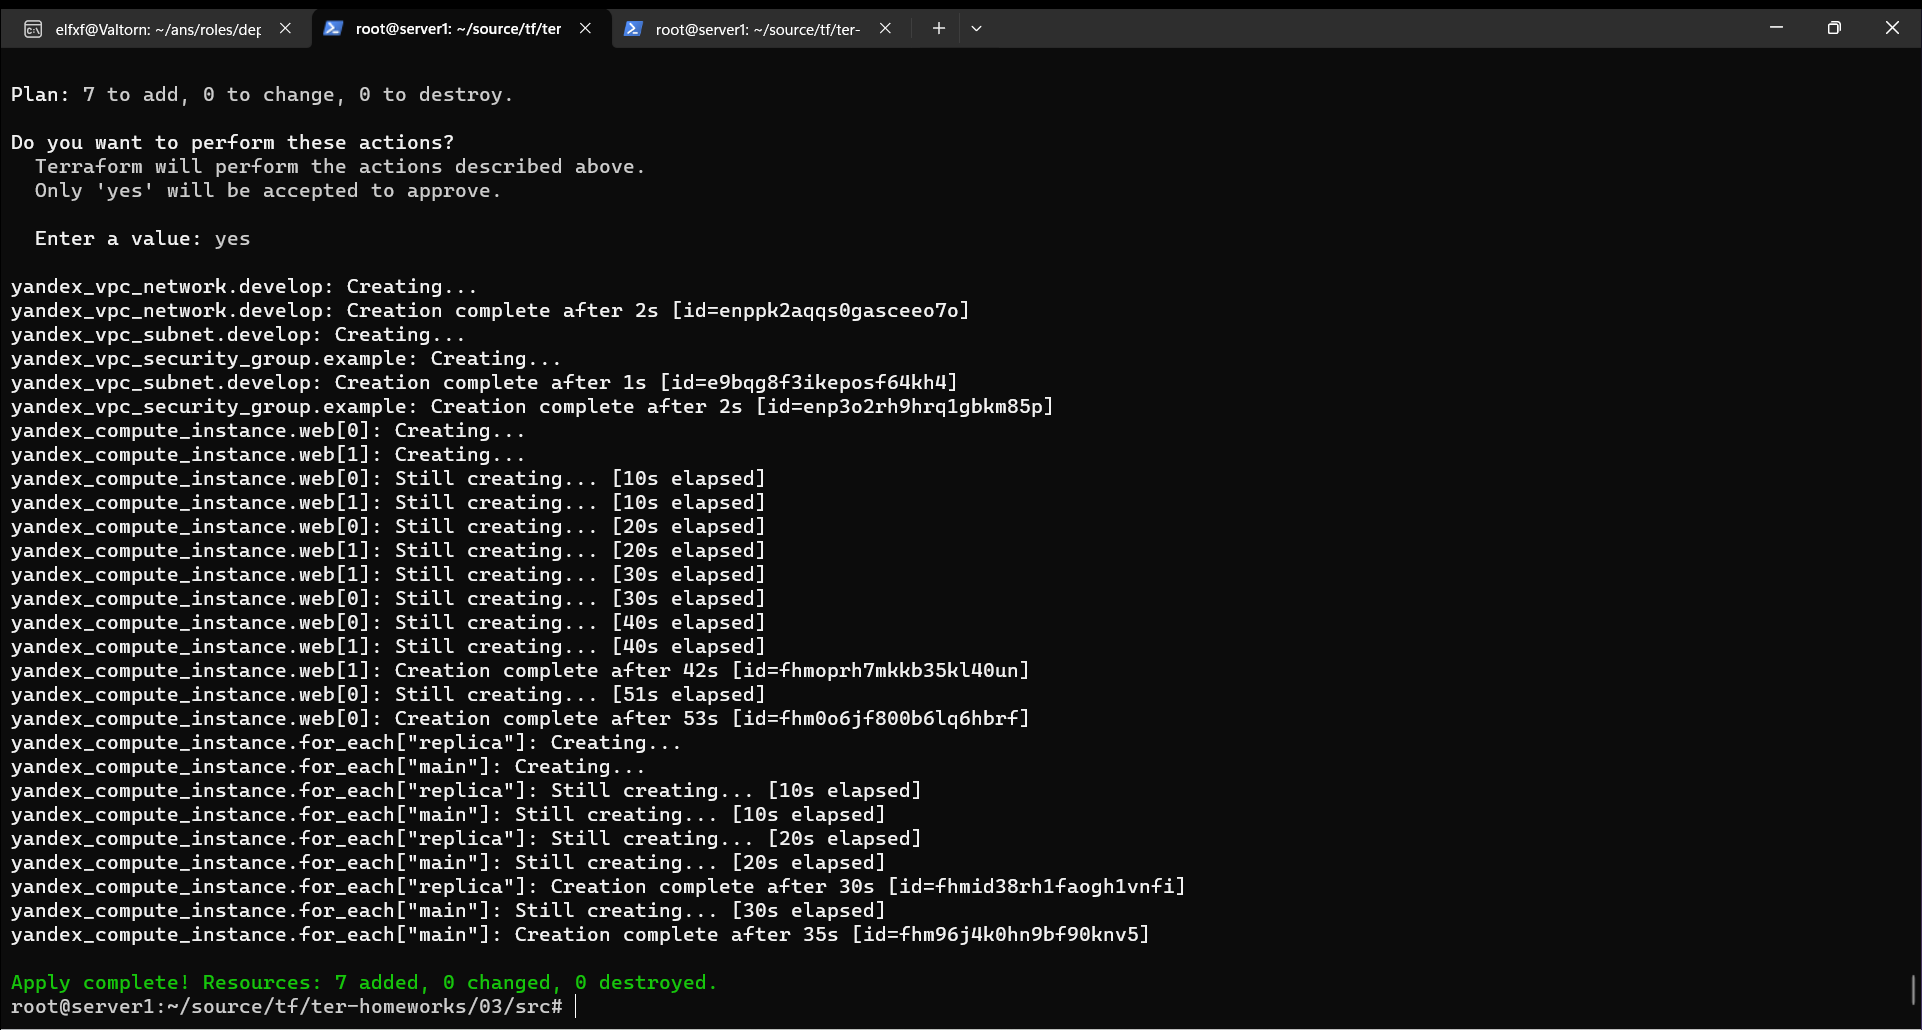 elfxf@Valtorn: ~/ans/roles/dep
root@server1: ~/source/tf/ter
root@server1: ~/source/tf/ter-
Plan: 7 to add, 0 to change, 0 to destroy.
Do you want to perform these actions?
Terraform will perform the actions described above.
Only 'yes' will be accepted to approve.
Enter a value: yes
yandex_vpc_network.develop: Creating...
yandex_vpc_network.develop: Creation complete after 2s [id=enppk2aqqs0gasceeo7o]
yandex_vpc_subnet.develop: Creating...
yandex_vpc_security_group.example: Creating...
yandex_vpc_subnet.develop: Creation complete after 1s [id=e9bqg8f3ikeposf64kh4]
yandex_vpc_security_group.example: Creation complete after 2s [id=enp3o2rh9hrq1gbkm85p]
yandex_compute_instance.web[0]: Creating...
yandex_compute_instance.web[1]: Creating...
yandex_compute_instance.web[0]: Still creating... [10s elapsed]
yandex_compute_instance.web[1]: Still creating... [10s elapsed]
yandex_compute_instance.web[0]: Still creating... [20s elapsed]
yandex_compute_instance.web[1]: Still creating... [20s elapsed]
yandex_compute_instance.web[1]: Still creating... [30s elapsed]
yandex_compute_instance.web[0]: Still creating... [30s elapsed]
yandex_compute_instance.web[0]: Still creating... [40s elapsed]
yandex_compute_instance.web[1]: Still creating... [40s elapsed]
yandex_compute_instance.web[1]: Creation complete after 42s [id=fhmoprh7mkkb35kl40un]
yandex_compute_instance.web[0]: Still creating... [51s elapsed]
yandex_compute_instance.web[0]: Creation complete after 53s [id=fhm0o6jf800b6lq6hbrf]
yandex_compute_instance.for_each["replica"]: Creating...
yandex_compute_instance.for_each["main"]: Creating...
yandex_compute_instance.for_each["replica"]: Still creating... [10s elapsed]
yandex_compute_instance.for_each["main"]: Still creating... [10s elapsed]
yandex_compute_instance.for_each["replica"]: Still creating... [20s elapsed]
yandex_compute_instance.for_each["main"]: Still creating... [20s elapsed]
yandex_compute_instance.for_each["replica"]: Creation complete after 30s [id=fhmid38rh1faogh1vnfi]
yandex_compute_instance.for_each["main"]: Still creating... [30s elapsed]
yandex_compute_instance.for_each["main"]: Creation complete after 35s [id=fhm96j4k0hn9bf90knv5]
Apply complete! Resources: 7 added, 0 changed, 0 destroyed.
root@server1:~/source/tf/ter-homeworks/03/src#